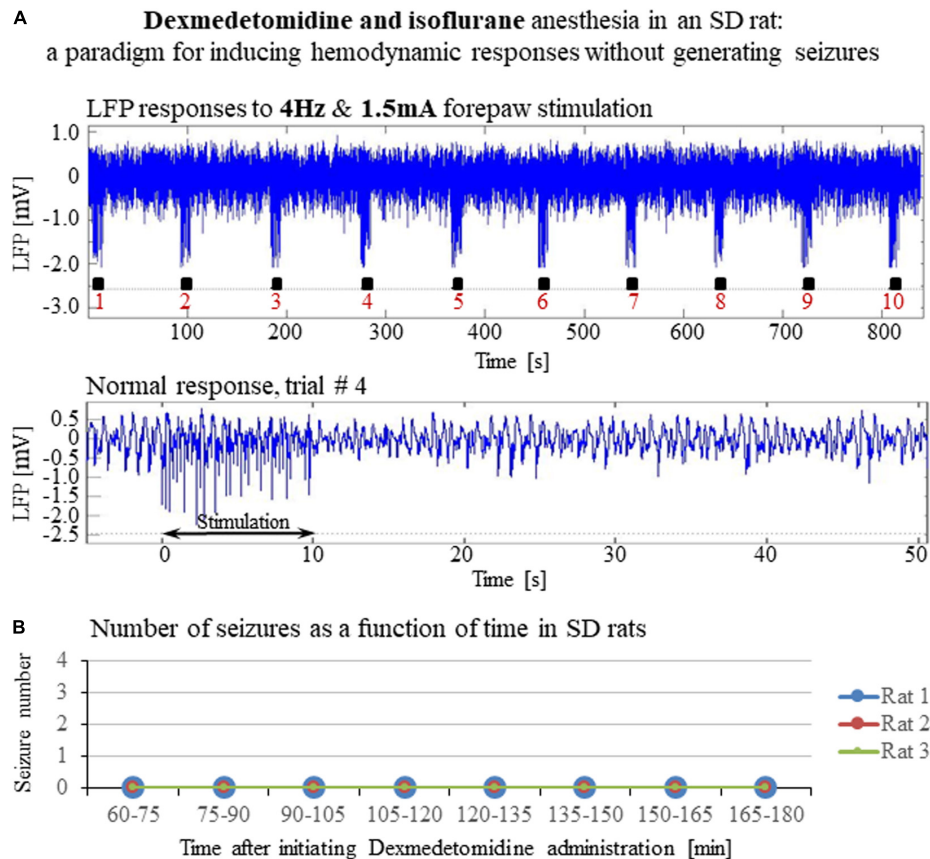 A
Dexmedetomidine and isoflurane anesthesia in an SD rat:
a paradigm for inducing hemodynamic responses without generating seizures
LFP responses to 4Hz & 1.5mA forepaw stimulation
LFP [mV]
1.0
0
-1.0
-2.0
-3.0
1 2 3 4 5 6 7 8 9 10
100 200 300 400 500 600 700 800
Time [s]
Normal response, trial # 4
LFP [mV]
0.5
0
-0.5
-1.0
-1.5
-2.0
-2.5
Stimulation
0 10 20 30 40 50
Time [s]
B
Number of seizures as a function of time in SD rats
Seizure number
4
3
2
1
0
60-75 75-90 90-105 105-120 120-135 135-150 150-165 165-180
Time after initiating Dexmedetomidine administration [min]
Rat 1
Rat 2
Rat 3